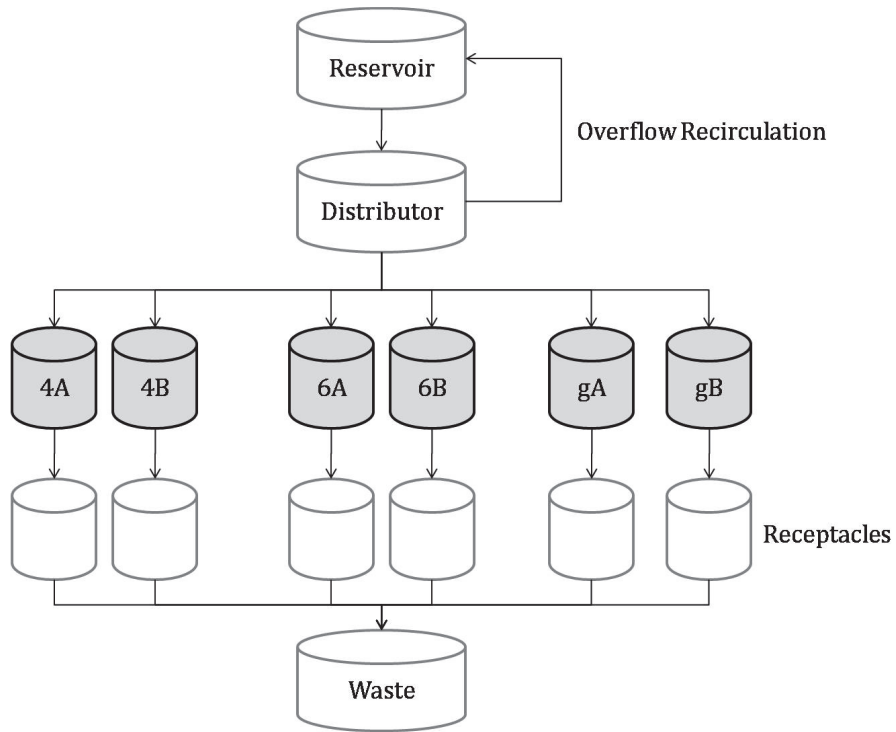 Reservoir
Overflow Recirculation
Distributor
4A
4B
6A
6B
gA
gB
Receptacles
Waste